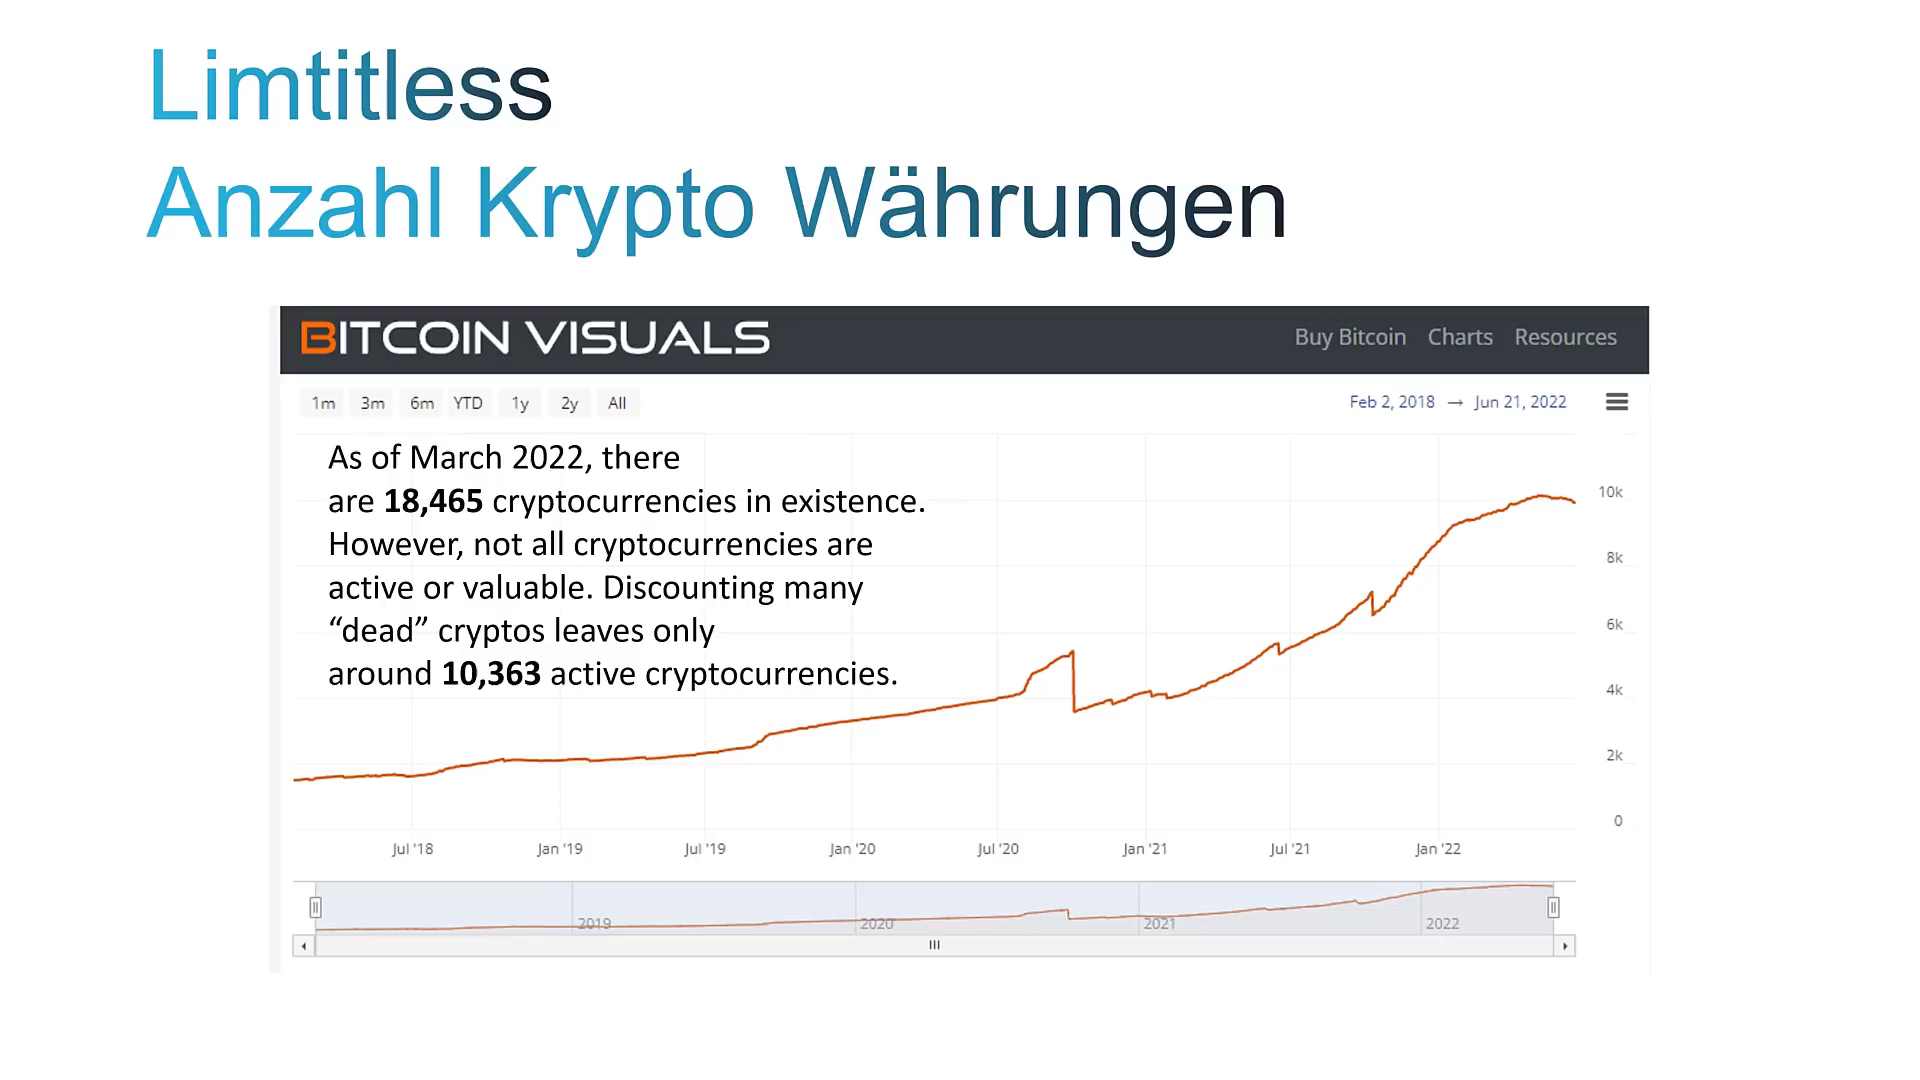 Limtitless
Anzahl Krypto Währungen
BITCOIN VISUALS
Buy Bitcoin Charts Resources
1m 3m 6m YTD 1y 2y All
Feb 2, 2018 → Jun 21, 2022
As of March 2022, there
are 18,465 cryptocurrencies in existence.
However, not all cryptocurrencies are
active or valuable. Discounting many
“dead” cryptos leaves only
around 10,363 active cryptocurrencies.
10k
8k
6k
4k
2k
0
Jul '18 Jan '19 Jul '19 Jan '20 Jul '20 Jan '21 Jul '21 Jan '22
2019 2020 2021 2022